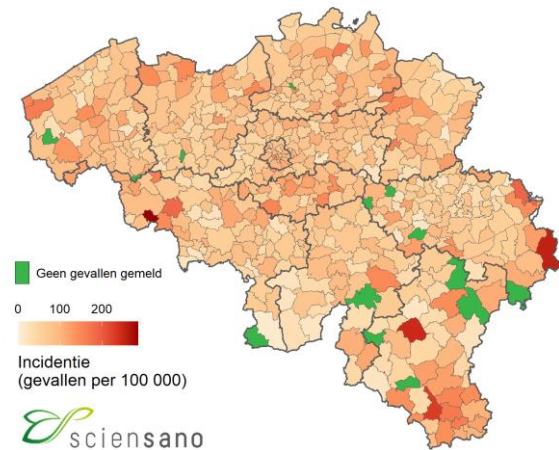 Geen gevallen gemeld
0 100 200
Incidentie
(gevallen per 100 000)
sciensano